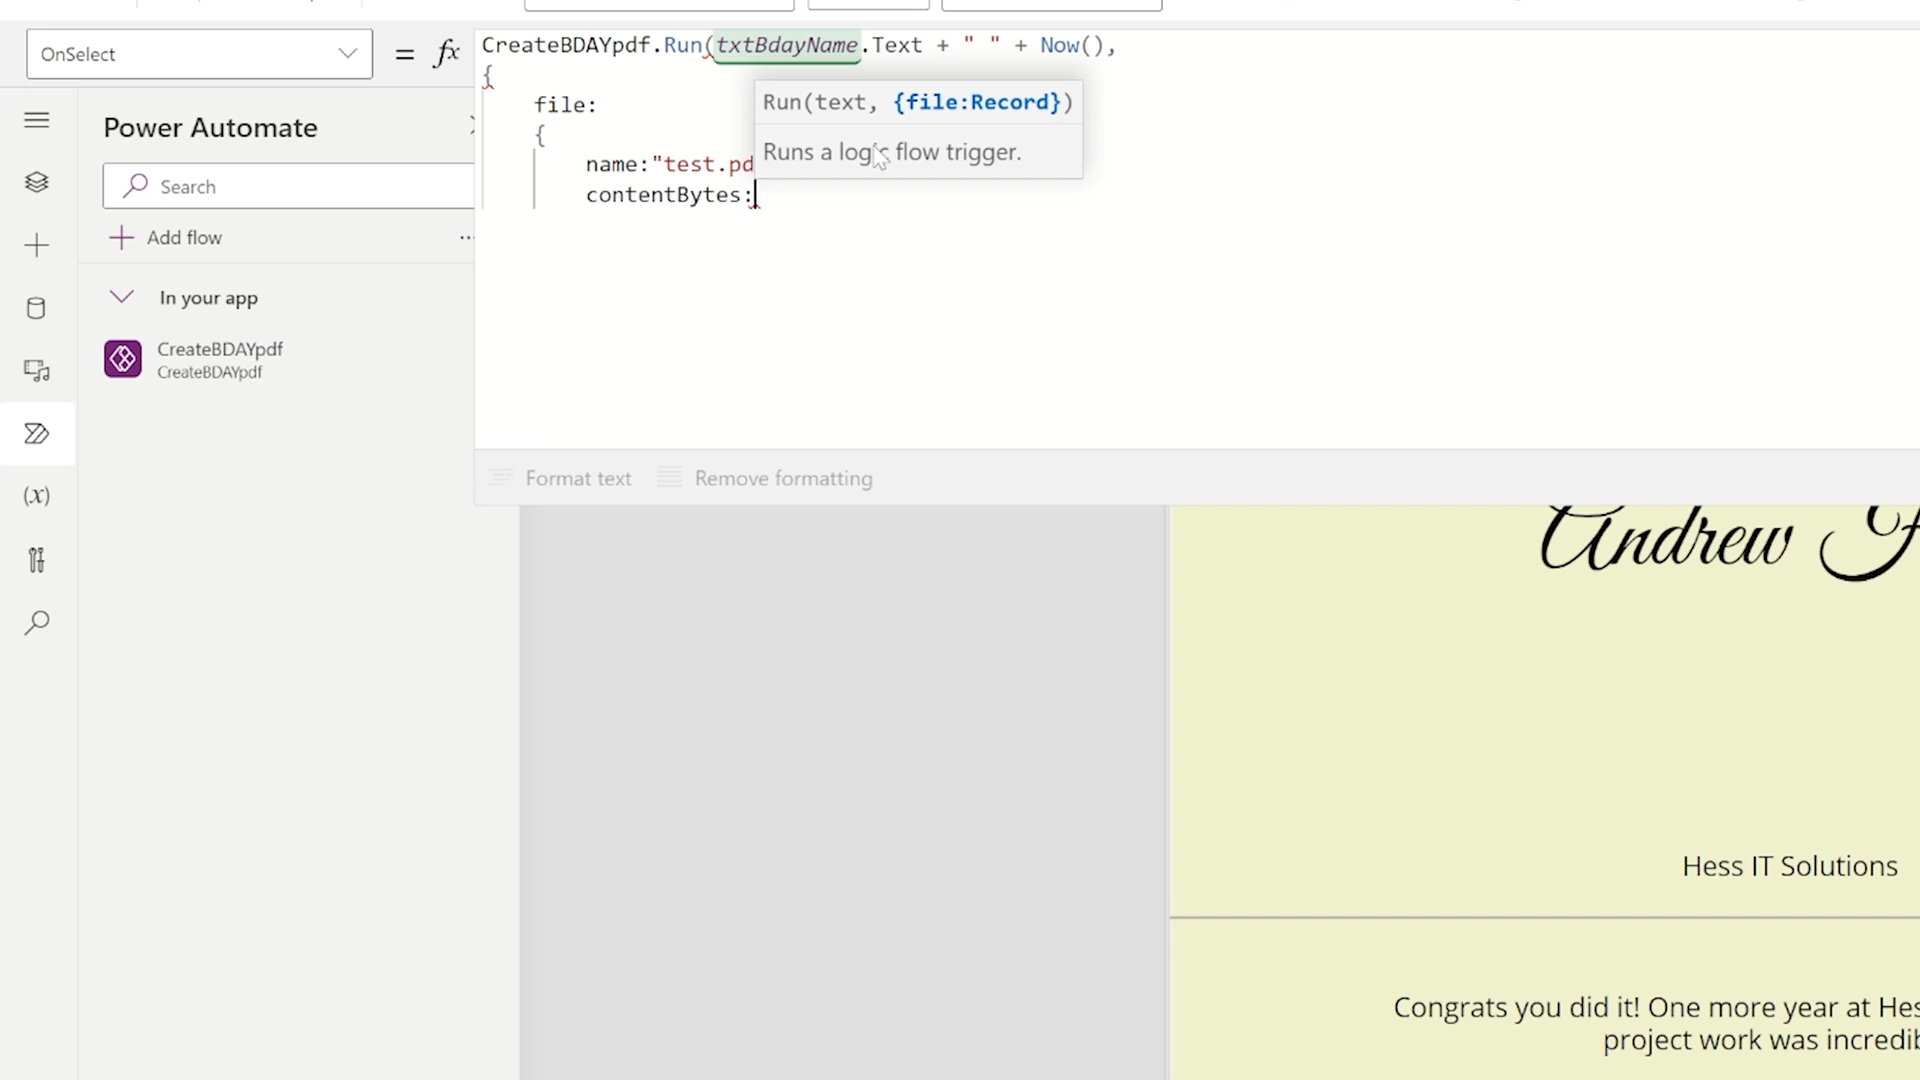 OnSelect
= fx
CreateBDAYpdf.Run(txtBdayName.Text + " " + Now(),
{
file:
{
name:"test.pd
contentBytes:
Run(text, {file:Record})
Runs a logic flow trigger.
Power Automate
Search
Add flow
...
In your app
CreateBDAYpdf
CreateBDAYpdf
(x)
Format text
Remove formatting
Andrew
Hess IT Solutions
Congrats you did it! One more year at Hes
project work was incredib